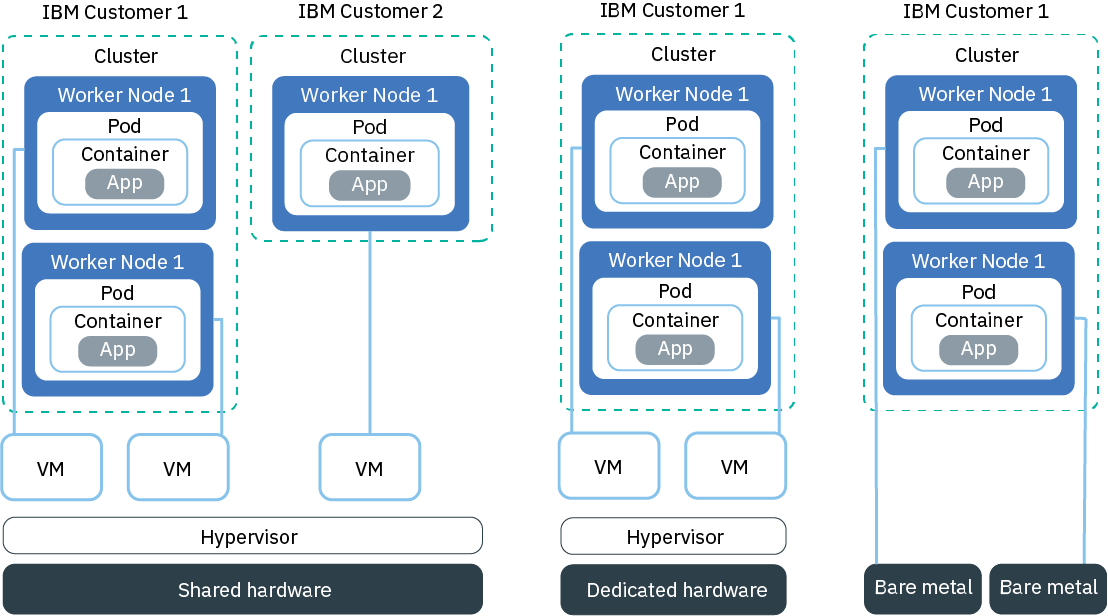 IBM Customer 1
Cluster
Worker Node 1
Pod
Container
App
Worker Node 1
Pod
Container
App
VM
VM
IBM Customer 2
Cluster
Worker Node 1
Pod
Container
App
VM
Hypervisor
Shared hardware
IBM Customer 1
Cluster
Worker Node 1
Pod
Container
App
Worker Node 1
Pod
Container
App
VM
VM
Hypervisor
Dedicated hardware
IBM Customer 1
Cluster
Worker Node 1
Pod
Container
App
Worker Node 1
Pod
Container
App
Bare metal
Bare metal